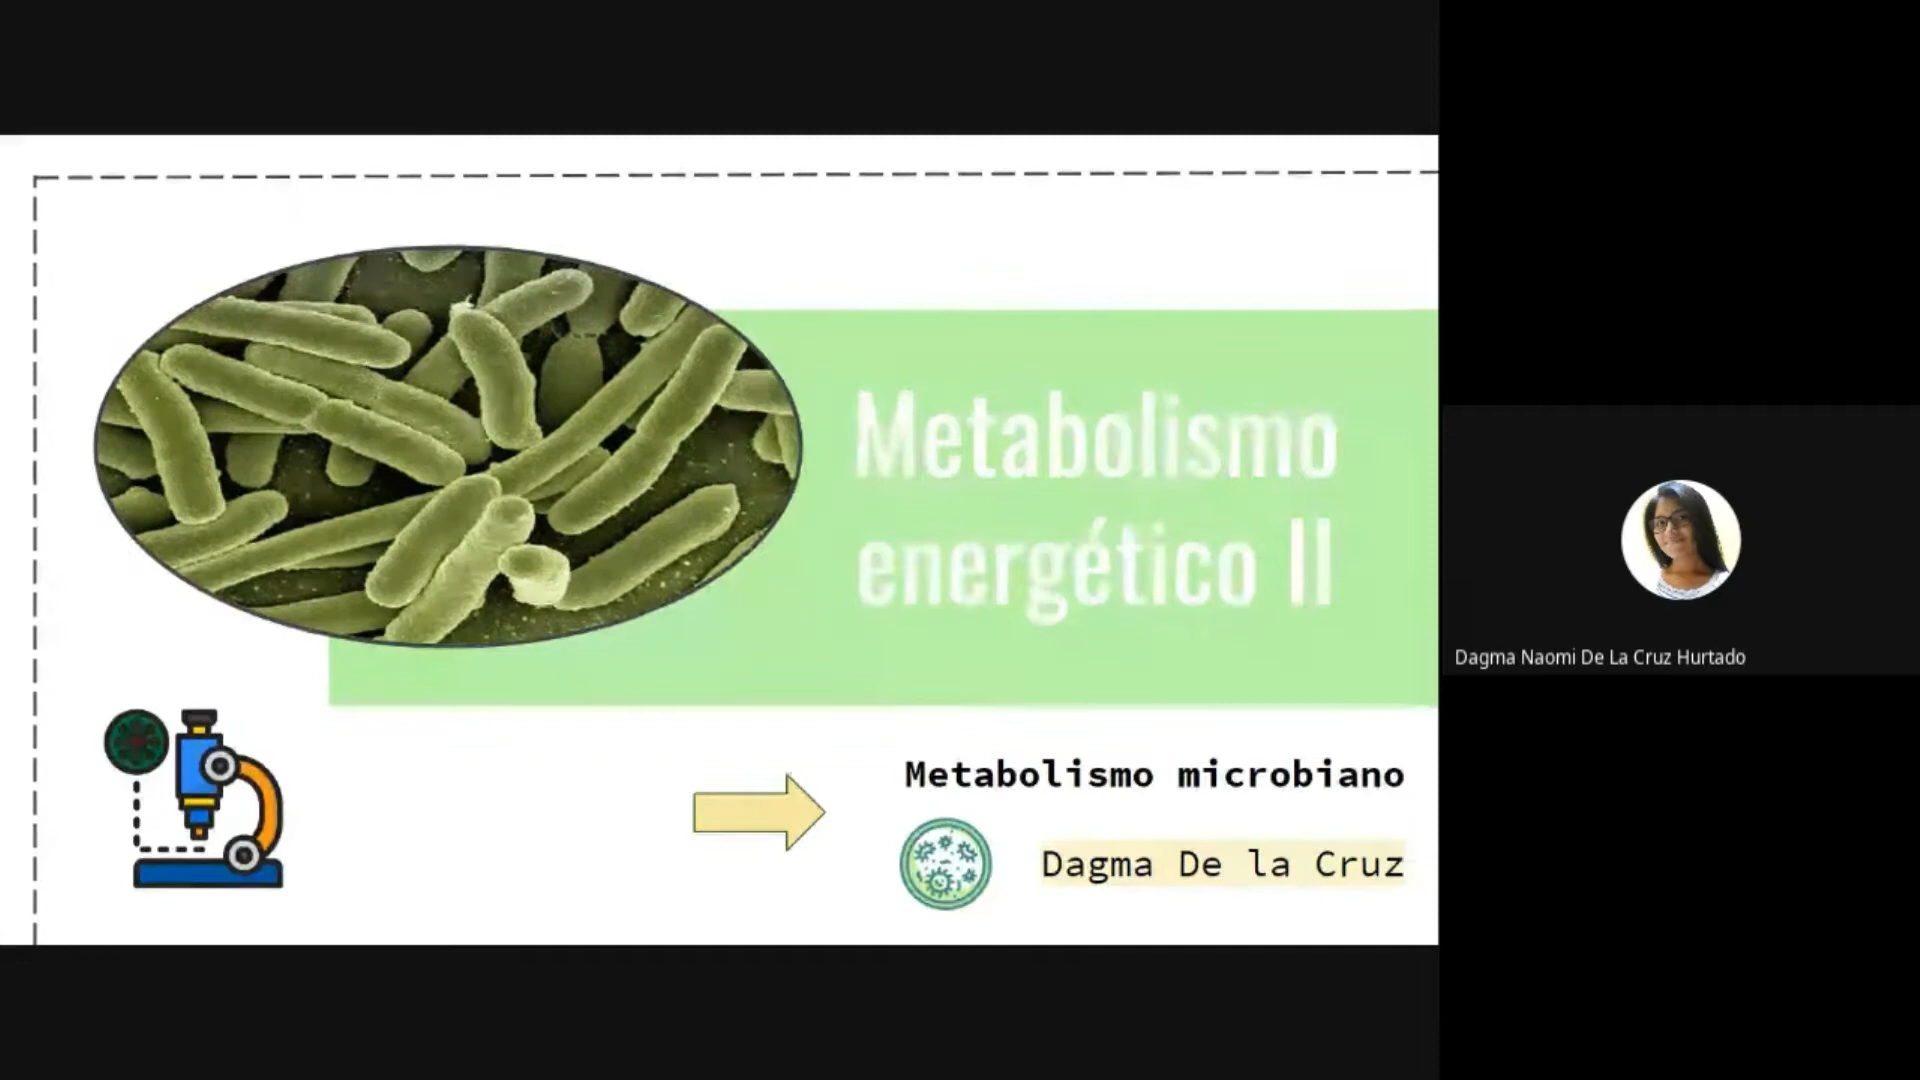 Metabolismo
energético II
Metabolismo microbiano
Dagma De la Cruz
Dagma Naomi De La Cruz Hurtado